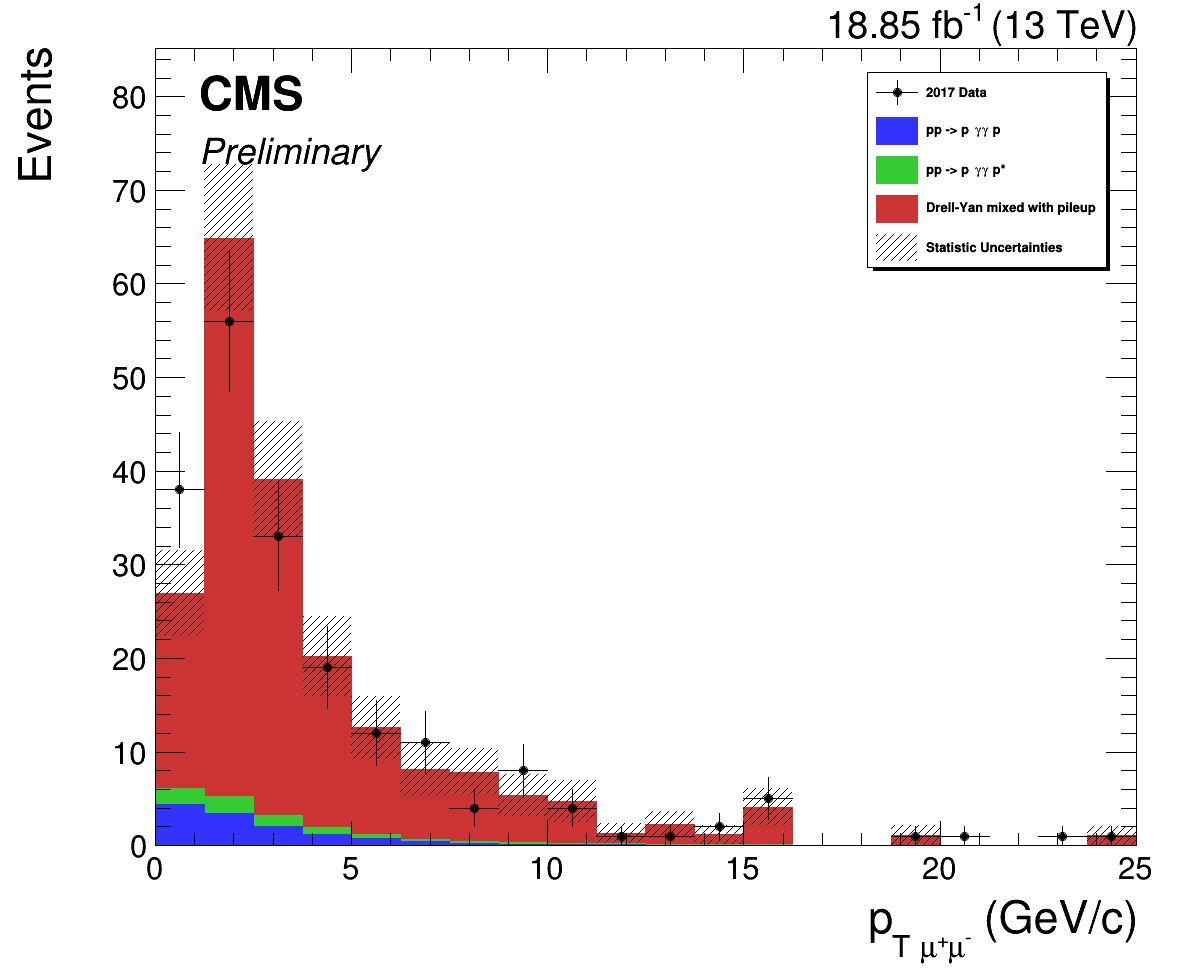 18.85 fb⁻¹ (13 TeV)
Events
CMS
Preliminary
2017 Data
pp -> p γγ p
pp -> p γγ p*
Drell-Yan mixed with pileup
Statistic Uncertainties
80
70
60
50
40
30
20
10
0
0 5 10 15 20 25
p_T μ⁺μ⁻ (GeV/c)